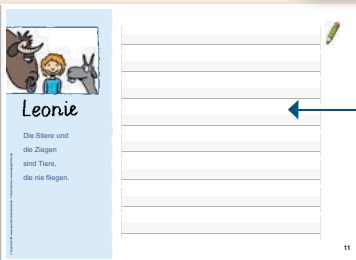 Leonie
Die Stiere und
die Ziegen
sind Tiere,
die nie fliegen.
11